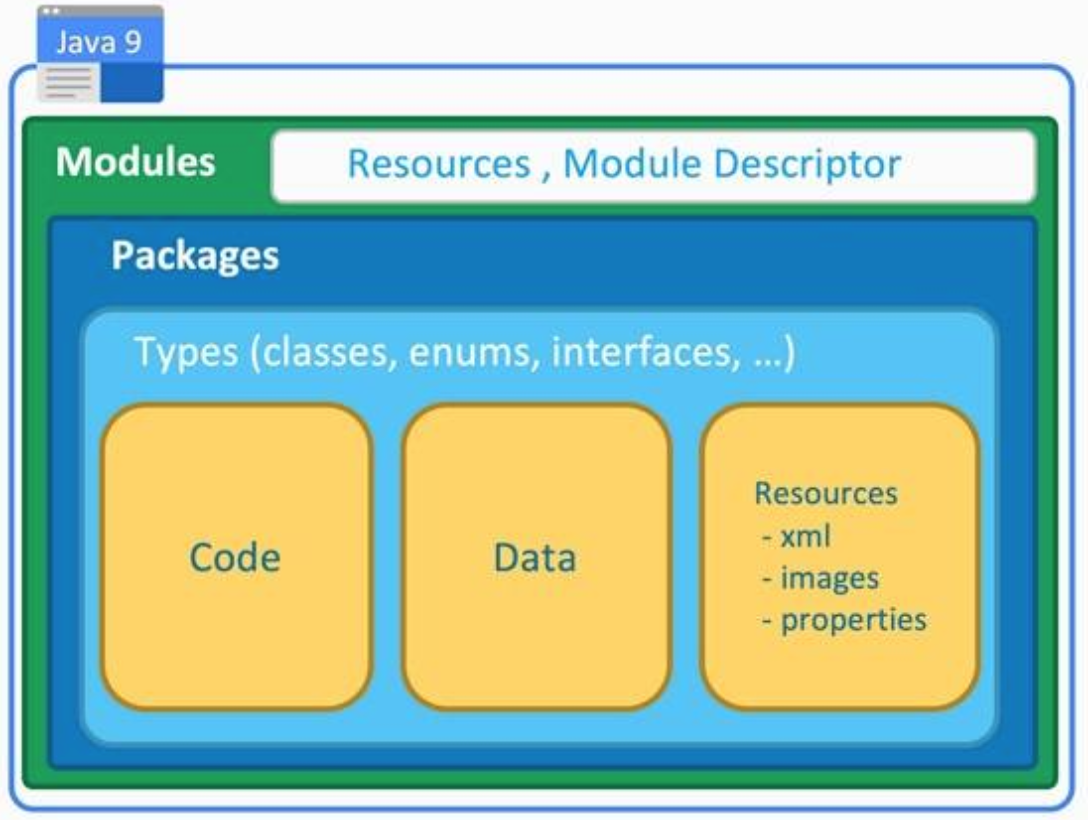 Java 9
Modules
Resources , Module Descriptor
Packages
Types (classes, enums, interfaces, ...)
Code
Data
Resources
- xml
- images
- properties